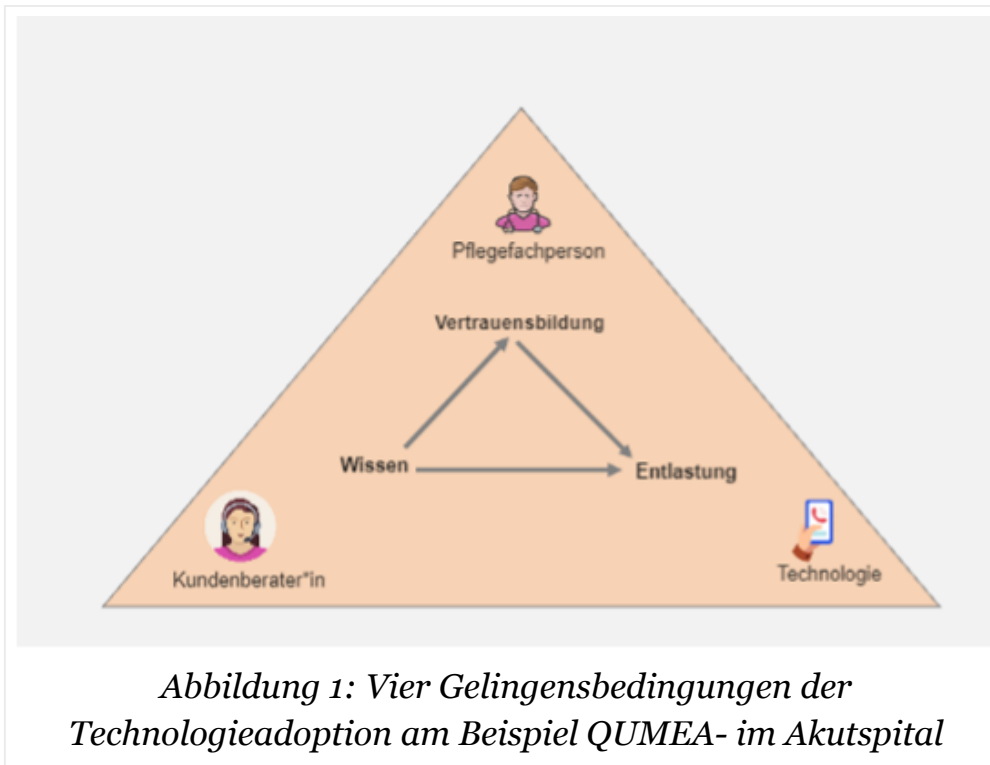 Pflegefachperson
Vertrauensbildung
Wissen
Entlastung
Kundenberater*in
Technologie
Abbildung 1: Vier Gelingensbedingungen der
Technologieadoption am Beispiel QUMEA- im Akutspital